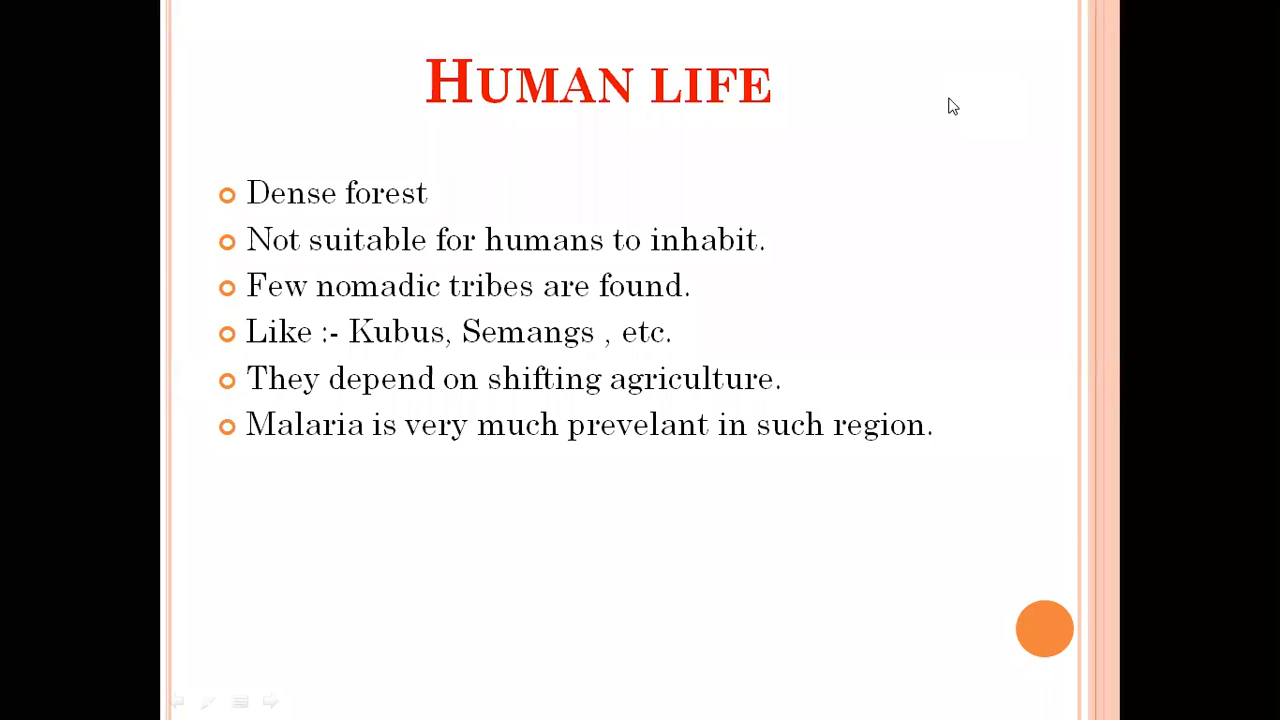 HUMAN LIFE
Dense forest
Not suitable for humans to inhabit.
Few nomadic tribes are found.
Like :- Kubus, Semangs , etc.
They depend on shifting agriculture.
Malaria is very much prevelant in such region.